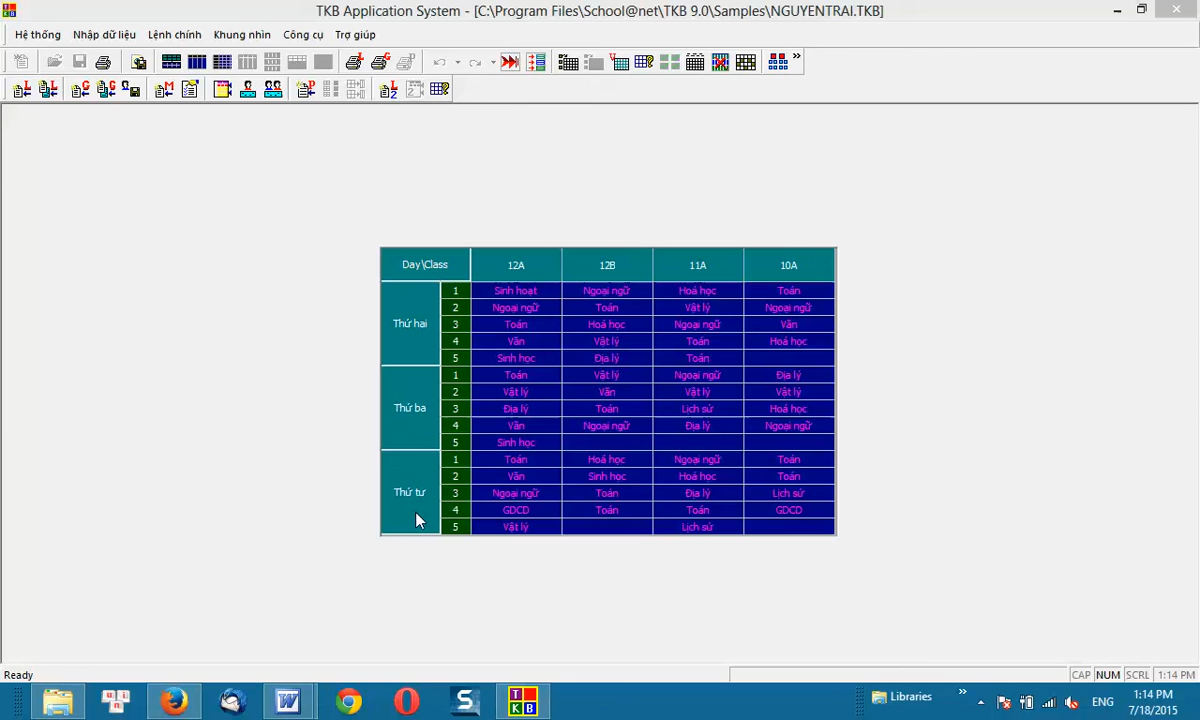 TKB Application System - [C:\Program Files\School@net\TKB 9.0\Samples\NGUYENTRAI.TKB]
Hệ thống Nhập dữ liệu Lệnh chính Khung nhìn Công cụ Trợ giúp
Day\Class 12A 12B 11A 10A
1 Sinh hoạt Ngoại ngữ Hoá học Toán
2 Ngoại ngữ Toán Vật lý Ngoại ngữ
Thứ hai 3 Toán Hoá học Ngoại ngữ Văn
4 Văn Vật lý Toán Hoá học
5 Sinh học Địa lý Toán
1 Toán Vật lý Ngoại ngữ Địa lý
2 Vật lý Văn Vật lý Vật lý
Thứ ba 3 Địa lý Toán Lịch sử Hoá học
4 Văn Ngoại ngữ Địa lý Ngoại ngữ
5 Sinh học
1 Toán Hoá học Ngoại ngữ Toán
2 Văn Sinh học Hoá học Toán
Thứ tư 3 Ngoại ngữ Toán Địa lý Lịch sử
4 GDCD Toán Toán GDCD
5 Vật lý Lịch sử
Ready CAP NUM SCRL 1:14 PM
Libraries ENG 1:14 PM
7/18/2015
T K B